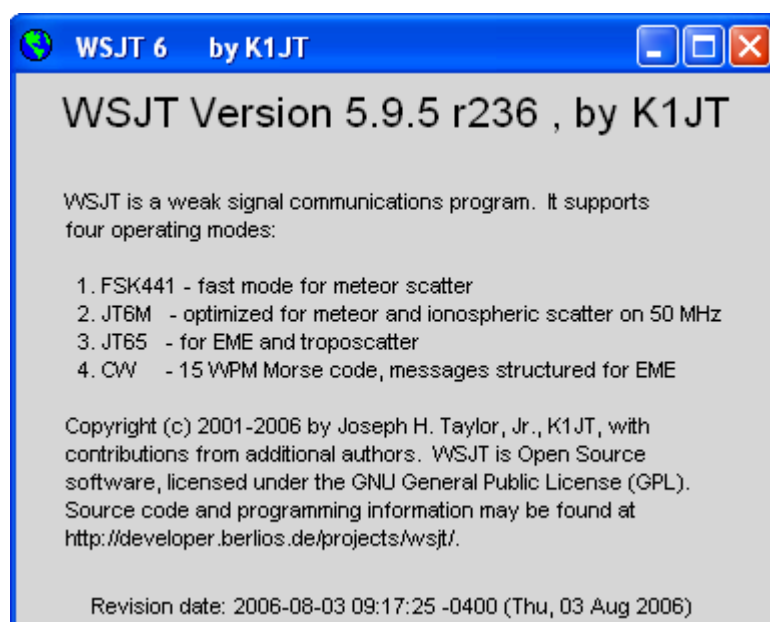 WSJT 6 by K1JT
WSJT Version 5.9.5 r236 , by K1JT
WSJT is a weak signal communications program. It supports
four operating modes:
1. FSK441 - fast mode for meteor scatter
2. JT6M - optimized for meteor and ionospheric scatter on 50 MHz
3. JT65 - for EME and troposcatter
4. CW - 15 WPM Morse code, messages structured for EME
Copyright (c) 2001-2006 by Joseph H. Taylor, Jr., K1JT, with
contributions from additional authors. WSJT is Open Source
software, licensed under the GNU General Public License (GPL).
Source code and programming information may be found at
http://developer.berlios.de/projects/wsjt/.
Revision date: 2006-08-03 09:17:25 -0400 (Thu, 03 Aug 2006)